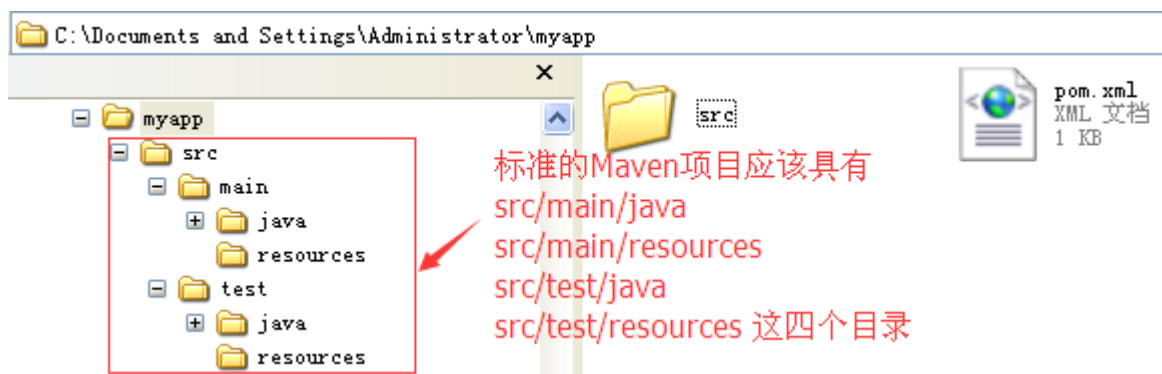 C:\Documents and Settings\Administrator\myapp
myapp
src
main
java
resources
test
java
resources
src
pom.xml
XML 文档
1 KB
标准的Maven项目应该具有
src/main/java
src/main/resources
src/test/java
src/test/resources 这四个目录